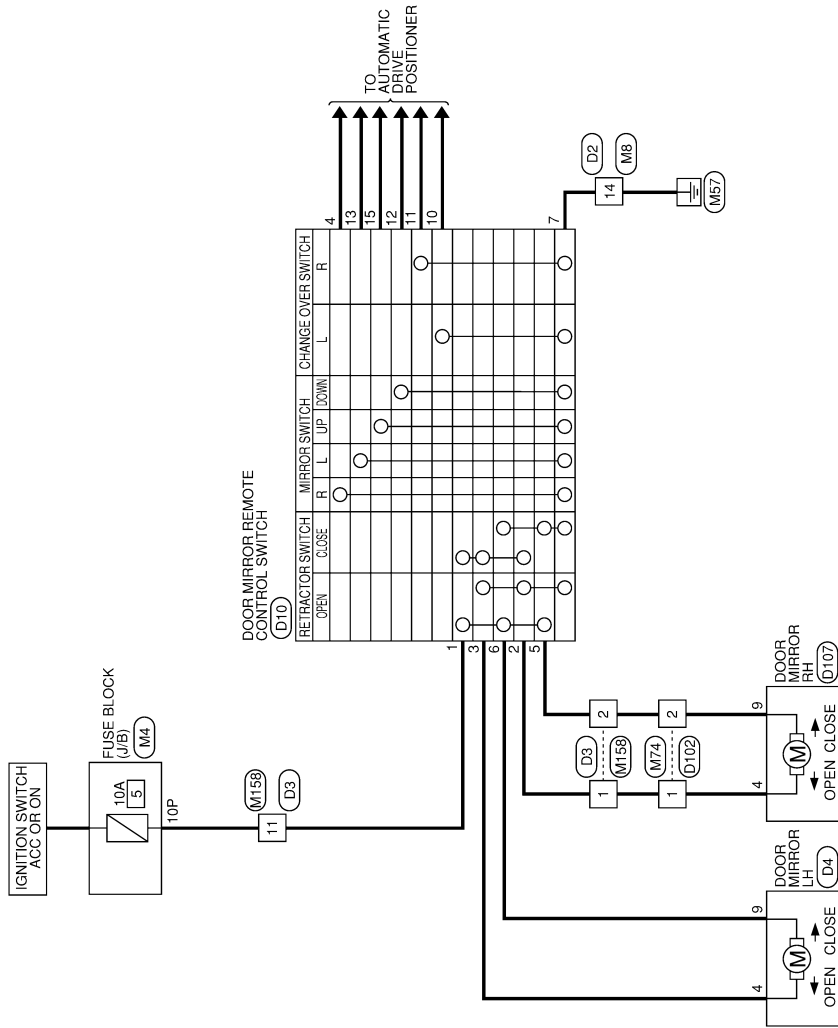 IGNITION SWITCH
ACC OR ON
FUSE BLOCK
(J/B)
M4
10A
5
10P
M158
11
D3
DOOR MIRROR REMOTE
CONTROL SWITCH
D10
RETRACTOR SWITCH
MIRROR SWITCH
CHANGE OVER SWITCH
OPEN
CLOSE
R
L
UP
DOWN
L
R
1
3
6
2
5
4
13
15
12
11
10
7
TO
AUTOMATIC
DRIVE
POSITIONER
14
D2
M8
M57
D3
M158
1
2
M74
D102
1
2
4
9
DOOR
MIRROR
LH
D4
M
OPEN
CLOSE
4
9
DOOR
MIRROR
RH
D107
M
OPEN
CLOSE